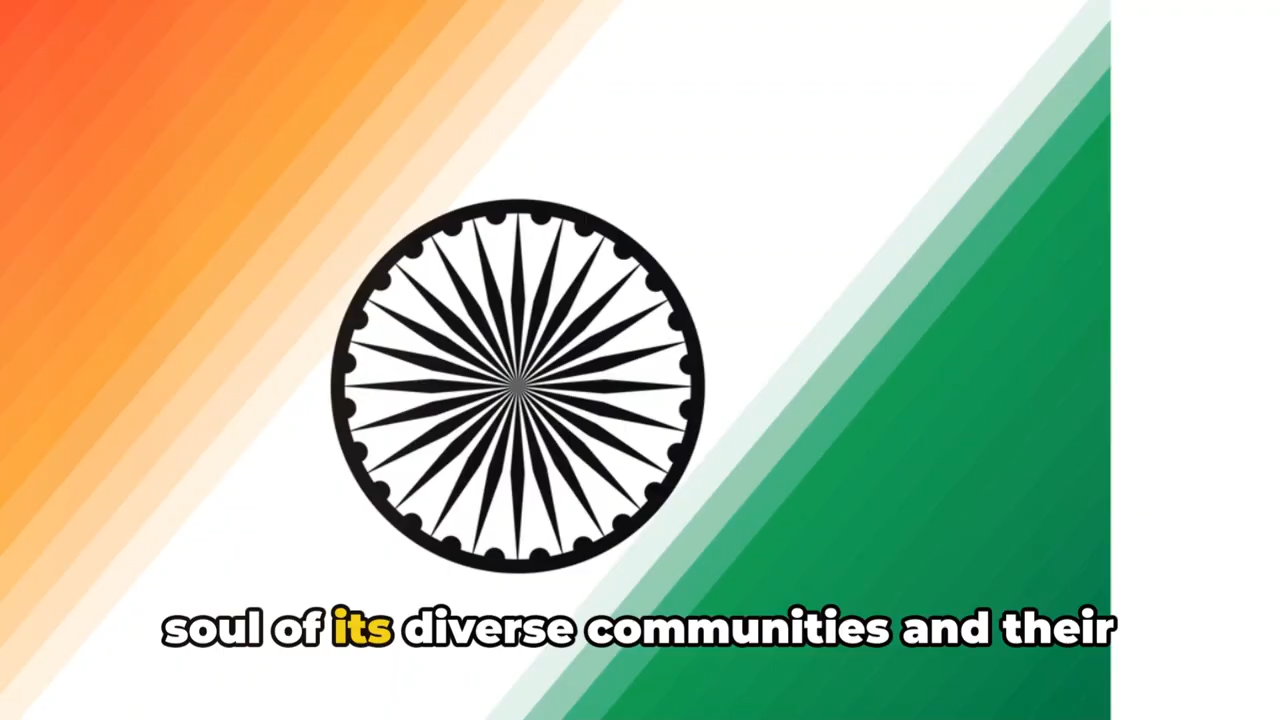 soul of its diverse communities and their